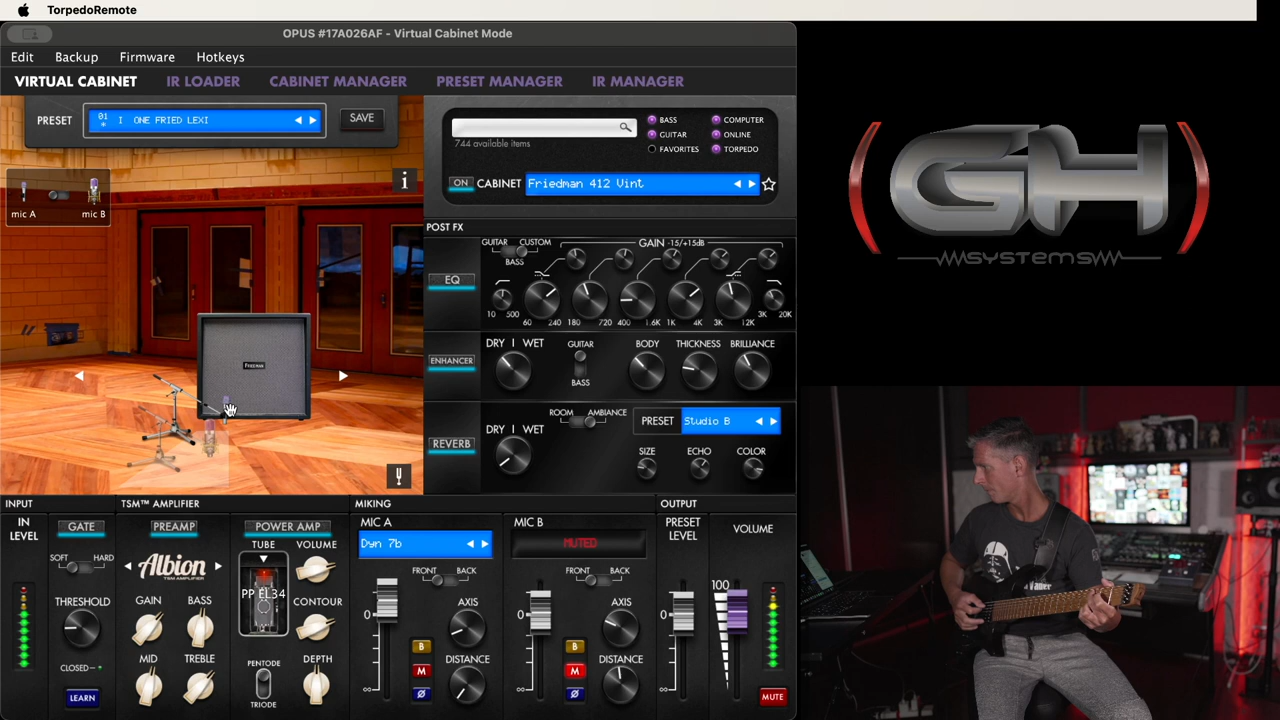 TorpedoRemote
OPUS #17A026AF - Virtual Cabinet Mode
Edit Backup Firmware Hotkeys
VIRTUAL CABINET IR LOADER CABINET MANAGER PRESET MANAGER IR MANAGER
PRESET 01 * I ONE FRIED LEXI SAVE
mic A mic B
i
744 available items
BASS COMPUTER
GUITAR ONLINE
FAVORITES TORPEDO
ON CABINET Friedman 412 Vint
POST FX
GUITAR CUSTOM
BASS
GAIN -15/+15dB
EQ
10 500 60 240 180 720 400 1.6K 1K 4K 3K 12K 3K 20K
ENHANCER
DRY | WET GUITAR BODY THICKNESS BRILLIANCE
BASS
REVERB
DRY | WET ROOM AMBIANCE PRESET Studio B
SIZE ECHO COLOR
INPUT
IN LEVEL
GATE
SOFT HARD
THRESHOLD
CLOSED
LEARN
TSM™ AMPLIFIER
PREAMP
Albion
TSM AMPLIFIER
GAIN BASS
MID TREBLE
POWER AMP
TUBE VOLUME
PP EL34
CONTOUR
PENTODE
TRIODE
DEPTH
MIKING
MIC A
Dyn 7b
FRONT BACK
0
AXIS
B
M
Ø
DISTANCE
-∞
MIC B
MUTED
FRONT BACK
0
AXIS
B
M
Ø
DISTANCE
-∞
OUTPUT
PRESET LEVEL
VOLUME
100
0
-∞
MUTE
GH
SYSTEMS